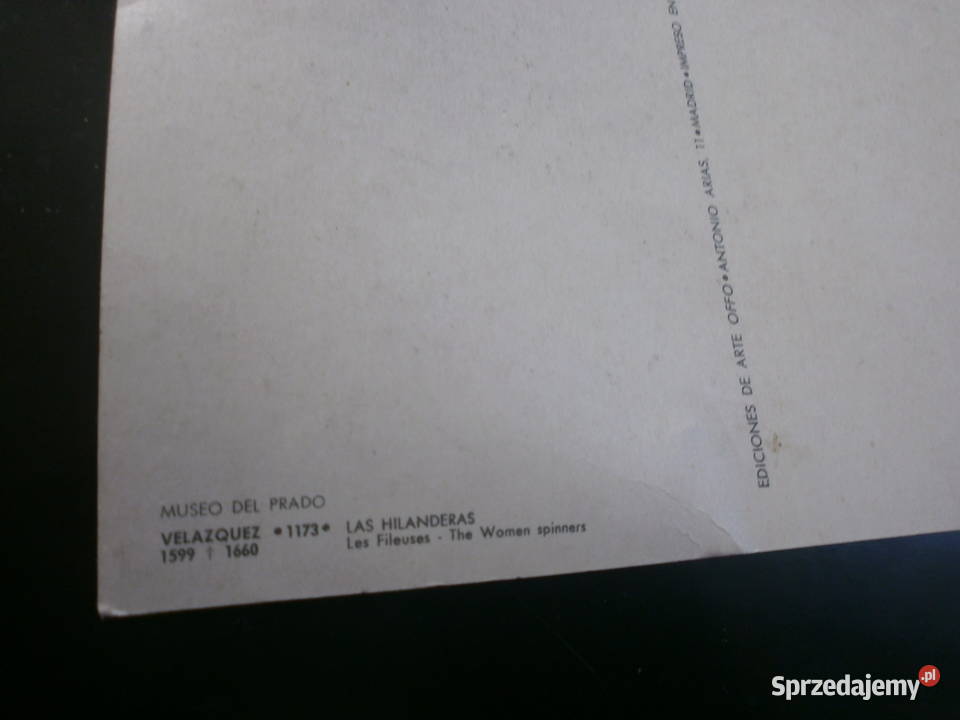 MUSEO DEL PRADO
VELAZQUEZ •1173• LAS HILANDERAS
1599 † 1660 Les Fileuses - The Women spinners
EDICIONES DE ARTE OFFO•ANTONIO ARIAS, 11•MADRID•IMPRESO EN
Sprzedajemy.pl